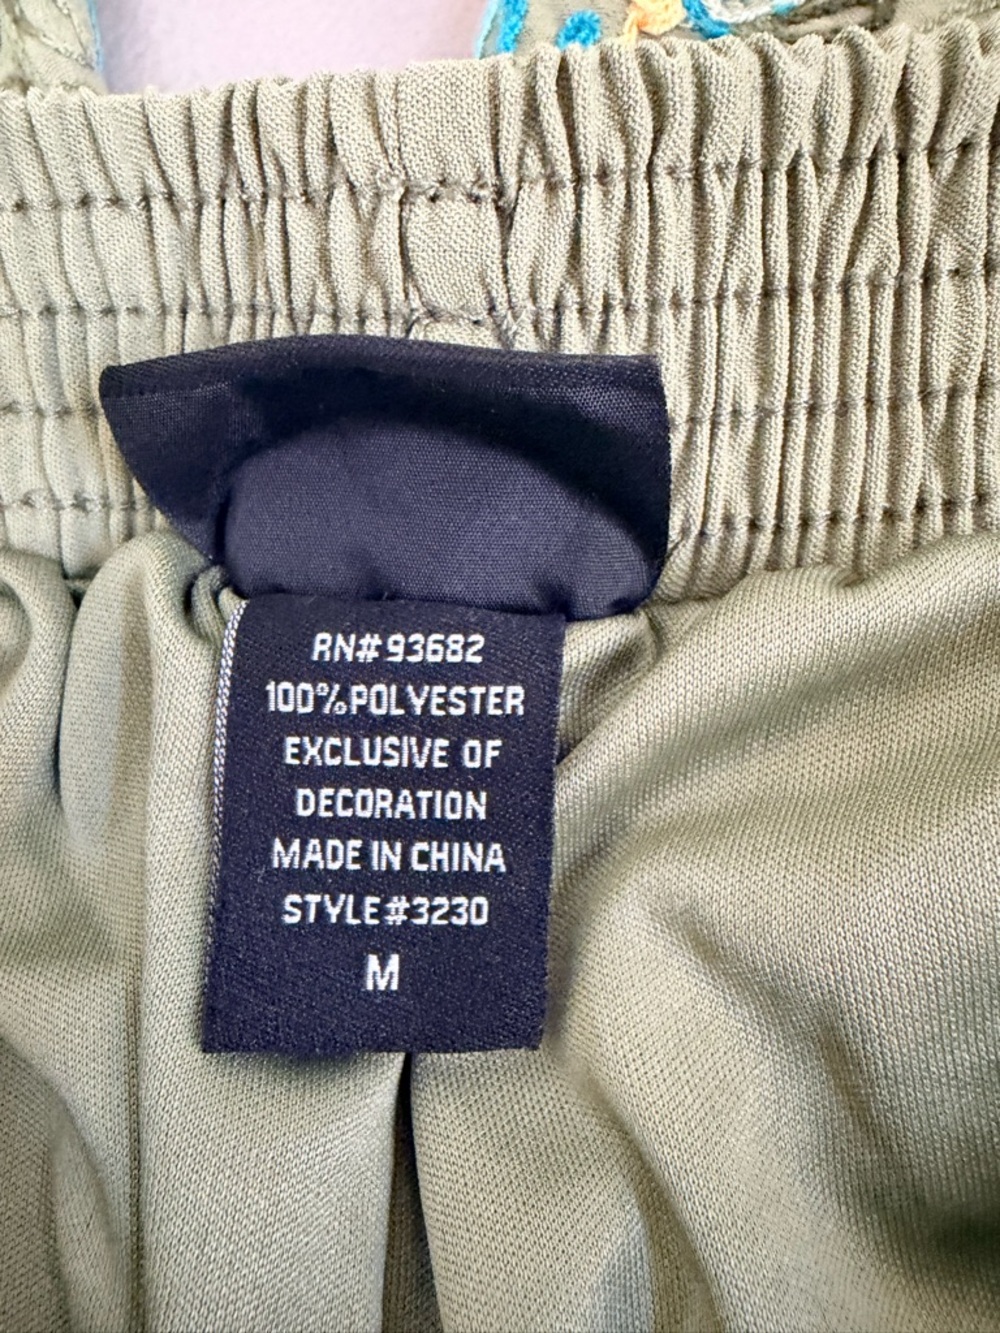 RN# 93682
100%POLYESTER
EXCLUSIVE OF
DECORATION
MADE IN CHINA
STYLE#3230
M